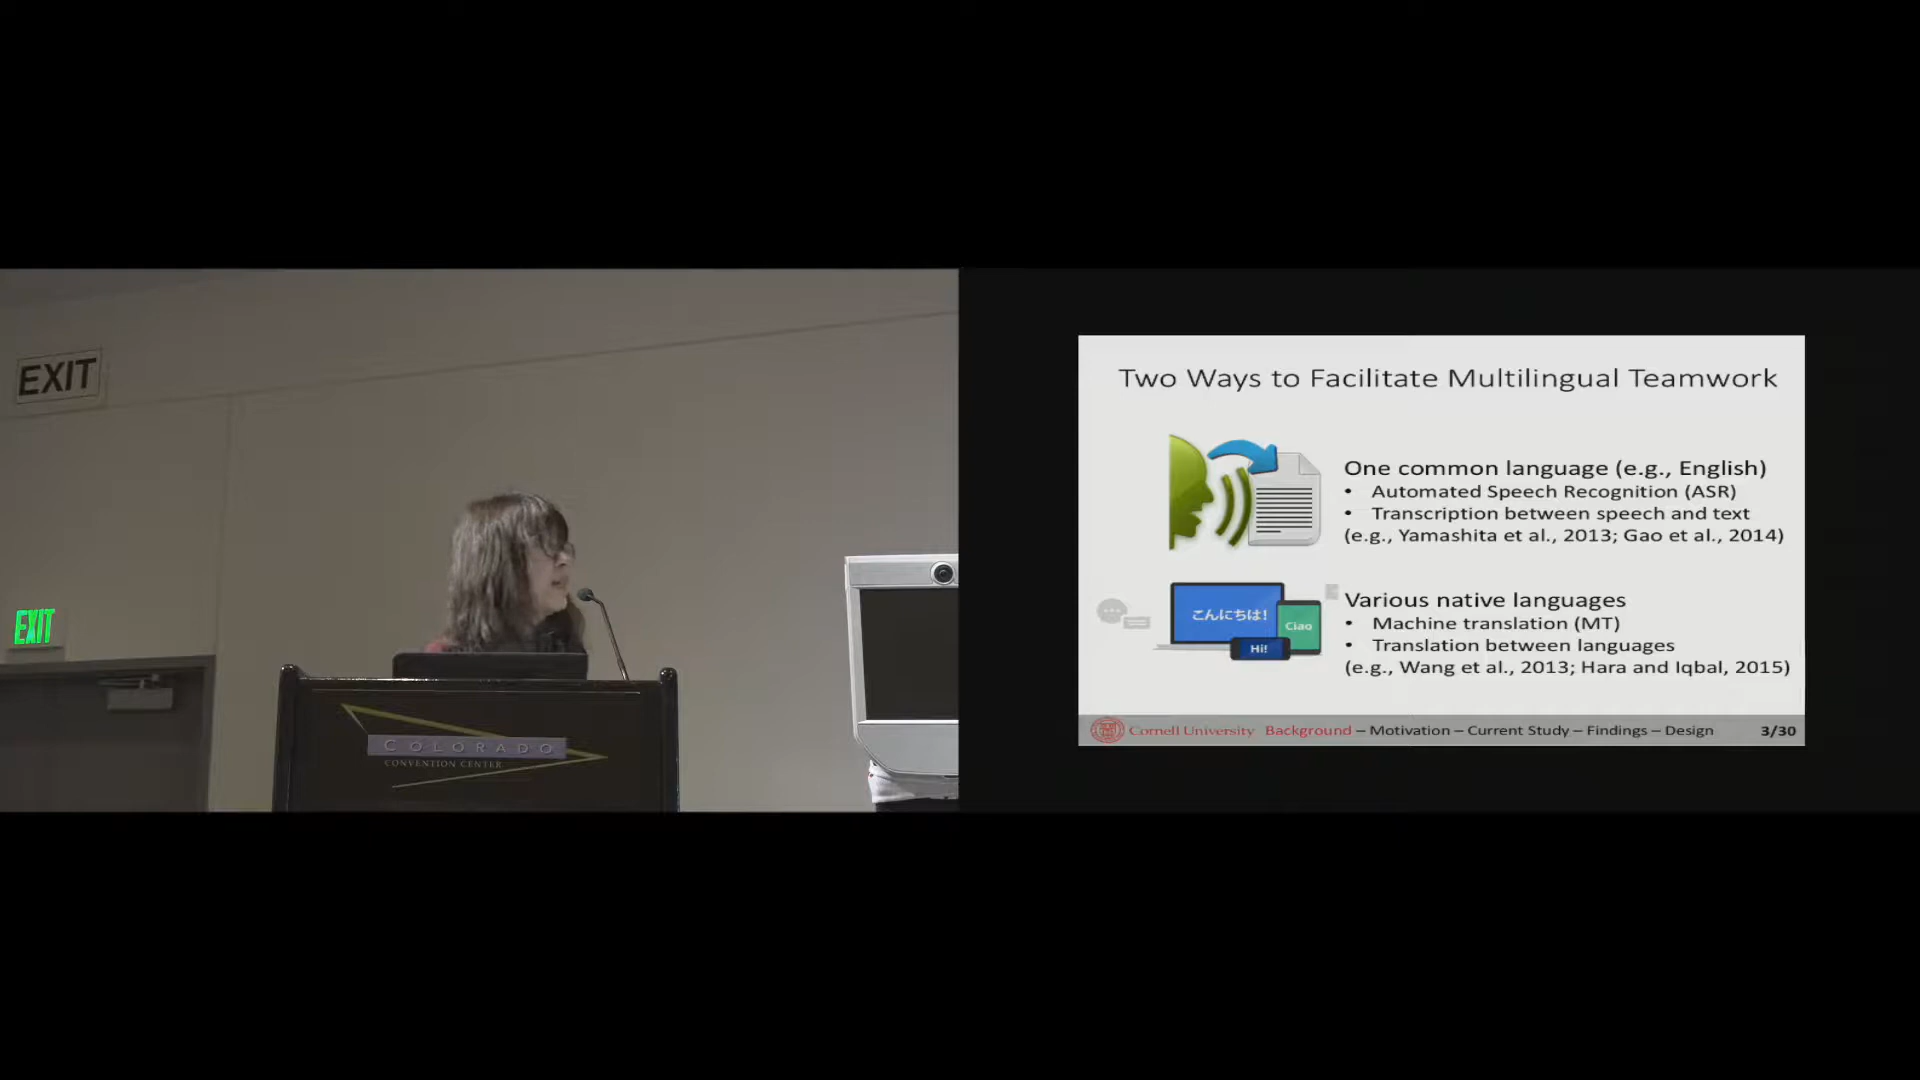 EXIT
EXIT
COLORADO
CONVENTION CENTER
Two Ways to Facilitate Multilingual Teamwork
One common language (e.g., English)
• Automated Speech Recognition (ASR)
• Transcription between speech and text
(e.g., Yamashita et al., 2013; Gao et al., 2014)
こんにちは!
Ciao
Hi!
Various native languages
• Machine translation (MT)
• Translation between languages
(e.g., Wang et al., 2013; Hara and Iqbal, 2015)
Cornell University Background – Motivation – Current Study – Findings – Design 3/30